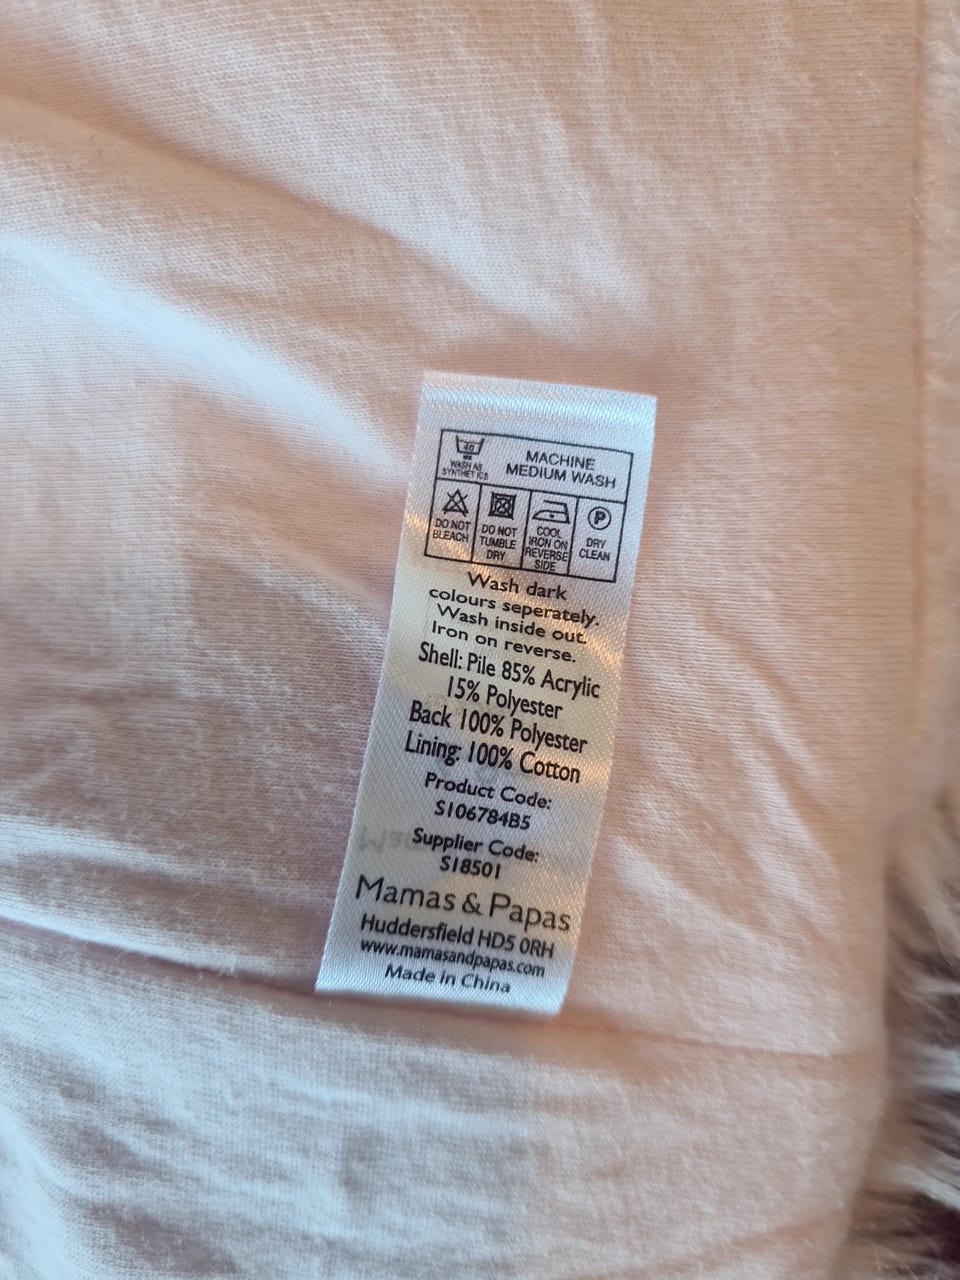 40
WASH AS
SYNTHETICS
MACHINE
MEDIUM WASH
DO NOT
BLEACH
DO NOT
TUMBLE
DRY
COOL
IRON ON
REVERSE
SIDE
P
DRY
CLEAN
Wash dark
colours seperately.
Wash inside out.
Iron on reverse.
Shell: Pile 85% Acrylic
15% Polyester
Back 100% Polyester
Lining: 100% Cotton
Product Code:
S106784B5
Supplier Code:
S18501
Mamas & Papas
Huddersfield HD5 0RH
www.mamasandpapas.com
Made in China